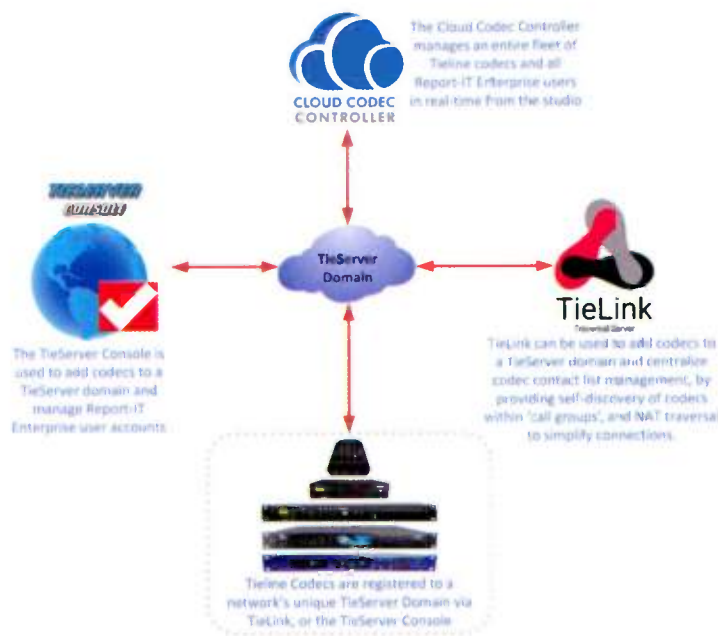 CLOUD CODEC
CONTROLLER
The Cloud Codec Controller
manages an entire fleet of
Tieline codecs and all
Report-IT Enterprise users
in real-time from the studio
TIESERVER
CONSOLE
TieServer
Domain
TieLink
Traversal Server
The TieServer Console is
used to add codecs to a
TieServer domain and
manage Report-IT
Enterprise user accounts
TieLink can be used to add codecs to
a TieServer domain and centralize
codec contact list management, by
providing self-discovery of codecs
within 'call groups', and NAT traversal
to simplify connections.
Tieline Codecs are registered to a
network's unique TieServer Domain via
TieLink, or the TieServer Console